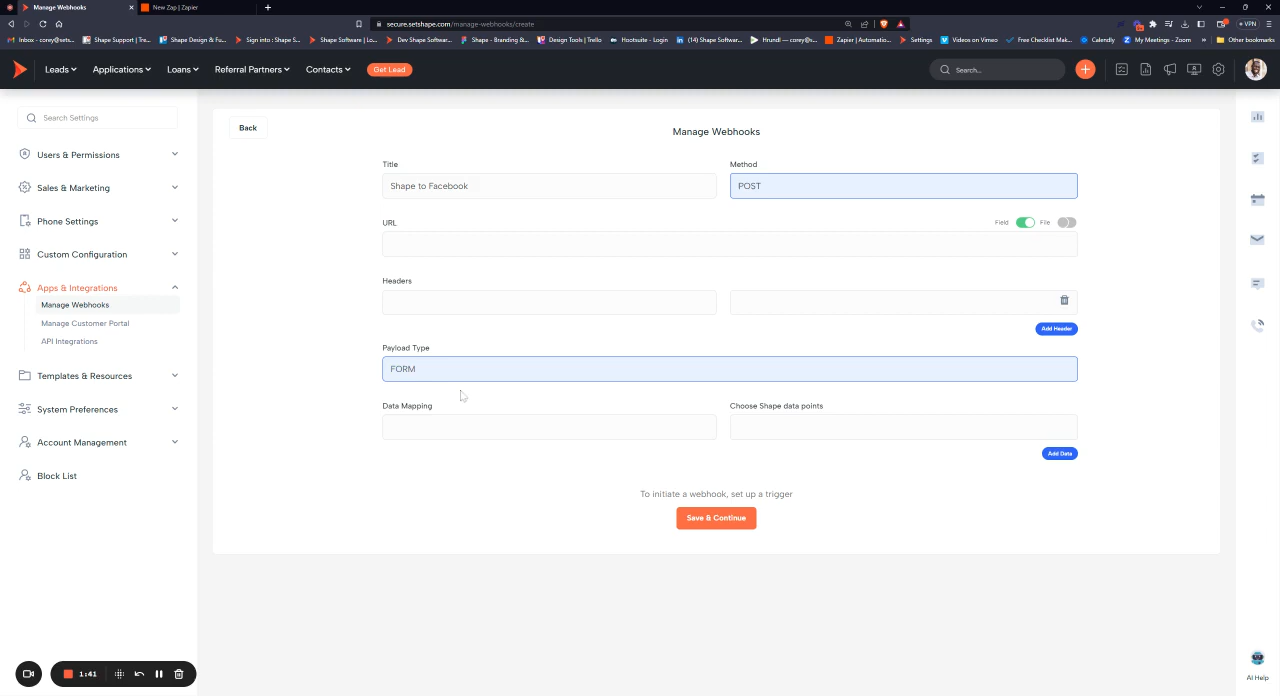 Manage Webhooks
New Zap | Zapier
VPN
secure.setshape.com/manage-webhooks/create
Inbox - corey@sets...
Shape Support | Tre...
Shape Design & Fu...
Sign into : Shape S...
Shape Software | Lo...
Dev Shape Softwar...
Shape - Branding &...
Design Tools | Trello
Hootsuite - Login
(14) Shape Softwar...
Hrundl — corey@s...
Zapier | Automatio...
Settings
Videos on Vimeo
Free Checklist Mak...
Calendly
My Meetings - Zoom
»
Other bookmarks
Leads
Applications
Loans
Referral Partners
Contacts
Get Lead
Search...
Search Settings
Users & Permissions
Sales & Marketing
Phone Settings
Custom Configuration
Apps & Integrations
Manage Webhooks
Manage Customer Portal
API Integrations
Templates & Resources
System Preferences
Account Management
Block List
Back
Manage Webhooks
Title
Method
Shape to Facebook
POST
URL
Field
File
Headers
Add Header
Payload Type
FORM
Data Mapping
Choose Shape data points
Add Data
To initiate a webhook, set up a trigger
Save & Continue
1:41
AI Help